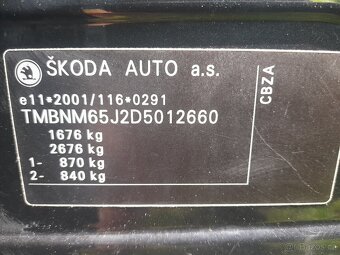 ŠKODA AUTO a.s.
e11*2001/116*0291
TMBNM65J2D5012660
1676 kg
2676 kg
1- 870 kg
2- 840 kg
CBZA